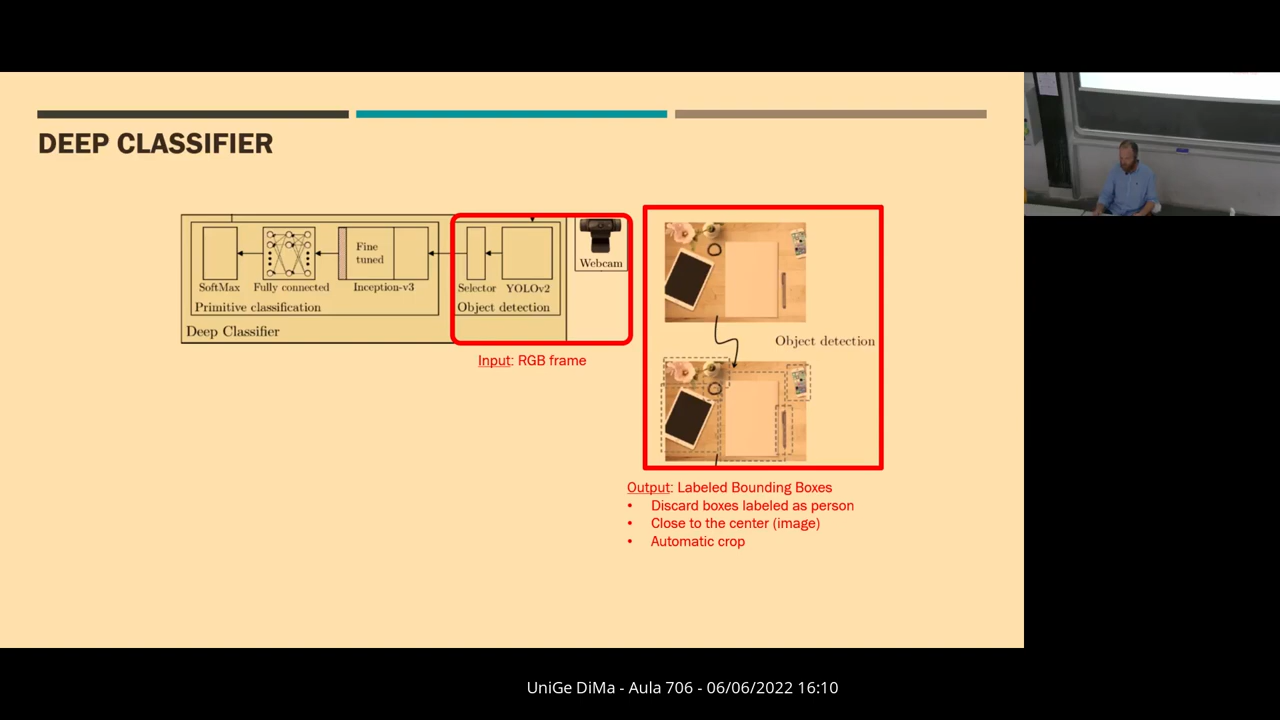 DEEP CLASSIFIER
Fine
tuned
Webcam
SoftMax
Fully connected
Inception-v3
Selector
YOLOv2
Primitive classification
Object detection
Deep Classifier
Object detection
Input: RGB frame
Output: Labeled Bounding Boxes
• Discard boxes labeled as person
• Close to the center (image)
• Automatic crop
UniGe DiMa - Aula 706 - 06/06/2022 16:10